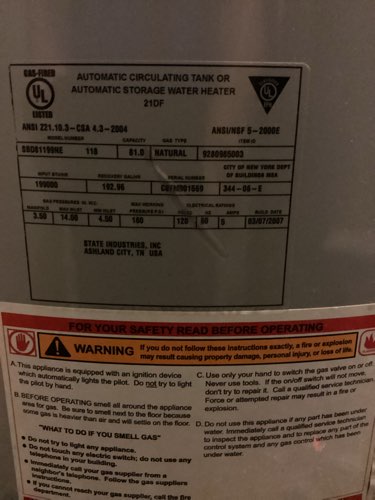 GAS-FIRED
UL
LISTED
AUTOMATIC CIRCULATING TANK OR
AUTOMATIC STORAGE WATER HEATER
21DF
ANSI Z21.10.3-CSA 4.3-2004
ANSI/NSF 5-2000E
MODEL NUMBER CAPACITY GAS TYPE ITEM ID
SBD81199NE 118 81.0 NATURAL 9280965003
INPUT BTU/HR RECOVERY GAL/HR SERIAL NUMBER CITY OF NEW YORK DEPT OF BUILDINGS MEA
199000 192.96 344-05-E
GAS PRESSURES IN. W.C. MAX WORKING ELECTRICAL RATINGS
MANIFOLD MAX INLET MIN INLET PRESSURE P.S.I. VOLTS HZ AMPS BUILD DATE
3.50 14.00 4.50 160 120 60 5 03/07/2007
STATE INDUSTRIES, INC
ASHLAND CITY, TN USA
FOR YOUR SAFETY READ BEFORE OPERATING
WARNING If you do not follow these instructions exactly, a fire or explosion
may result causing property damage, personal injury, or loss of life.
A. This appliance is equipped with an ignition device
which automatically lights the pilot. Do not try to light
the pilot by hand.
B. BEFORE OPERATING smell all around the appliance
area for gas. Be sure to smell next to the floor because
some gas is heavier than air and will settle on the floor.
"WHAT TO DO IF YOU SMELL GAS"
• Do not try to light any appliance.
• Do not touch any electric switch; do not use any
telephone in your building.
• Immediately call your gas supplier from a
neighbor's telephone. Follow the gas suppliers
instructions.
• If you cannot reach your gas supplier, call the fire
department.
C. Use only your hand to switch the gas valve on or off.
Never use tools. If the on/off switch will not move,
don't try to repair it. Call a qualified service technician.
Force or attempted repair may result in a fire or
explosion.
D. Do not use this appliance if any part has been under
water. Immediately call a qualified service technician
to inspect the appliance and to replace any part of the
control system and any gas control which has been
under water.